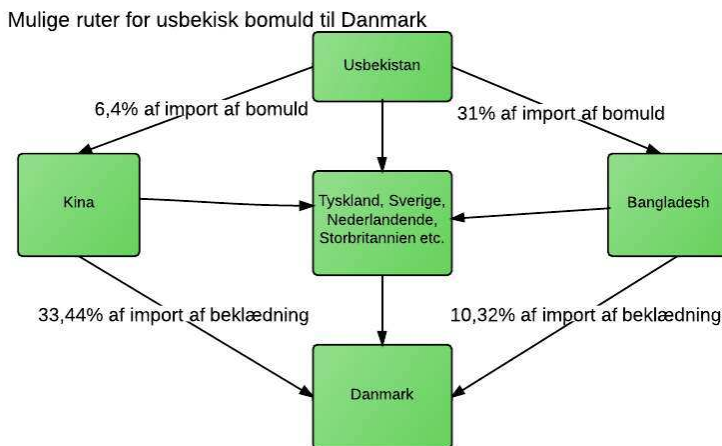 Mulige ruter for usbekisk bomuld til Danmark
Usbekistan
6,4% af import af bomuld
31% af import af bomuld
Kina
Tyskland, Sverige,
Nederlandende,
Storbritannien etc.
Bangladesh
33,44% af import af beklædning
10,32% af import af beklædning
Danmark